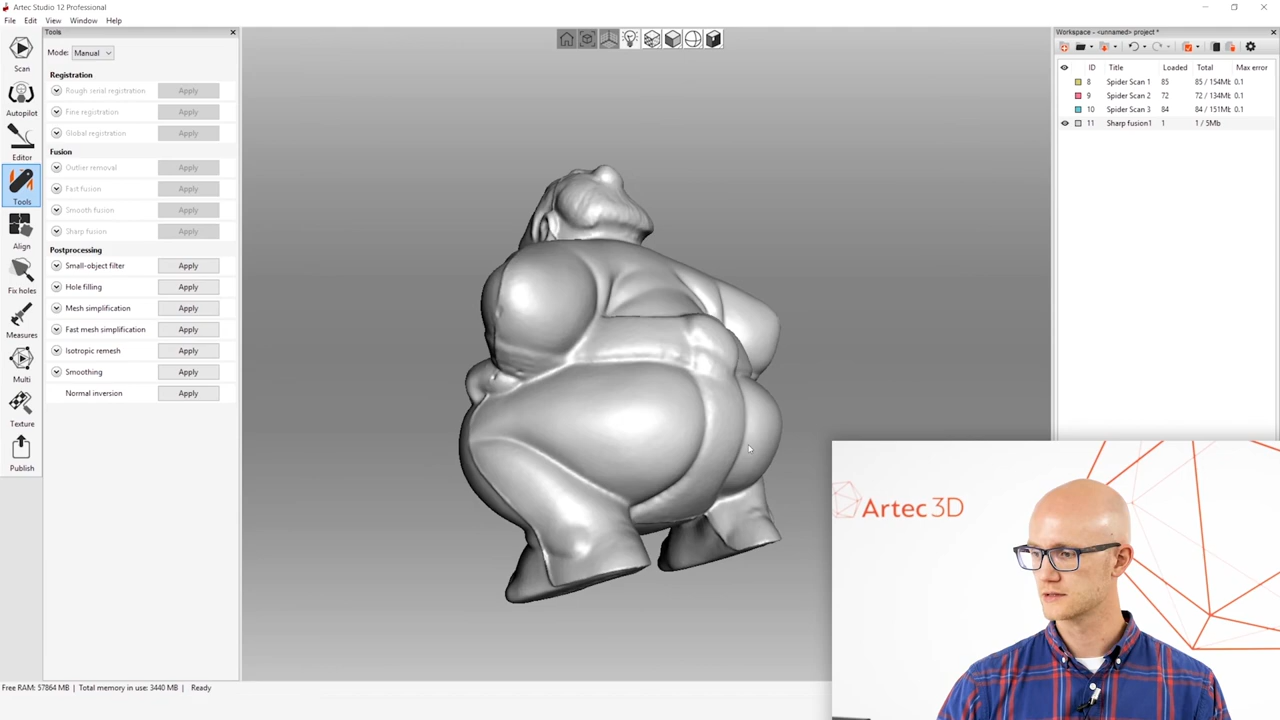 Artec Studio 12 Professional
File Edit View Window Help
Tools
Mode: Manual
Registration
Rough serial registration Apply
Fine registration Apply
Global registration Apply
Fusion
Outlier removal Apply
Fast fusion Apply
Smooth fusion Apply
Sharp fusion Apply
Postprocessing
Small-object filter Apply
Hole filling Apply
Mesh simplification Apply
Fast mesh simplification Apply
Isotropic remesh Apply
Smoothing Apply
Normal inversion Apply
Scan
Autopilot
Editor
Tools
Align
Fix holes
Measures
Multi
Texture
Publish
Workspace - <unnamed> project *
ID Title Loaded Total Max error
8 Spider Scan 1 85 85 / 154Mb 0.1
9 Spider Scan 2 72 72 / 134Mb 0.1
10 Spider Scan 3 84 84 / 151Mb 0.1
11 Sharp fusion1 1 1 / 5Mb
Artec 3D
Free RAM: 57864 MB | Total memory in use: 3440 MB | Ready